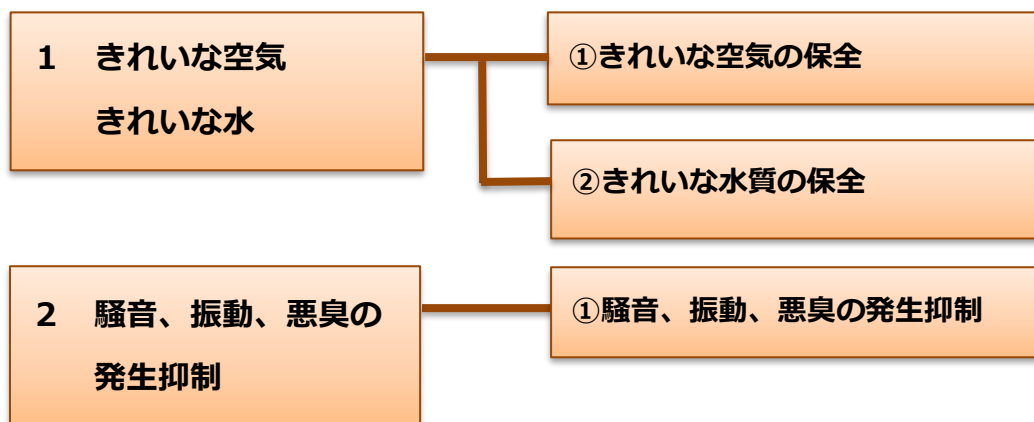 1 きれいな空気
きれいな水
①きれいな空気の保全
②きれいな水質の保全
2 騒音、振動、悪臭の
発生抑制
①騒音、振動、悪臭の発生抑制